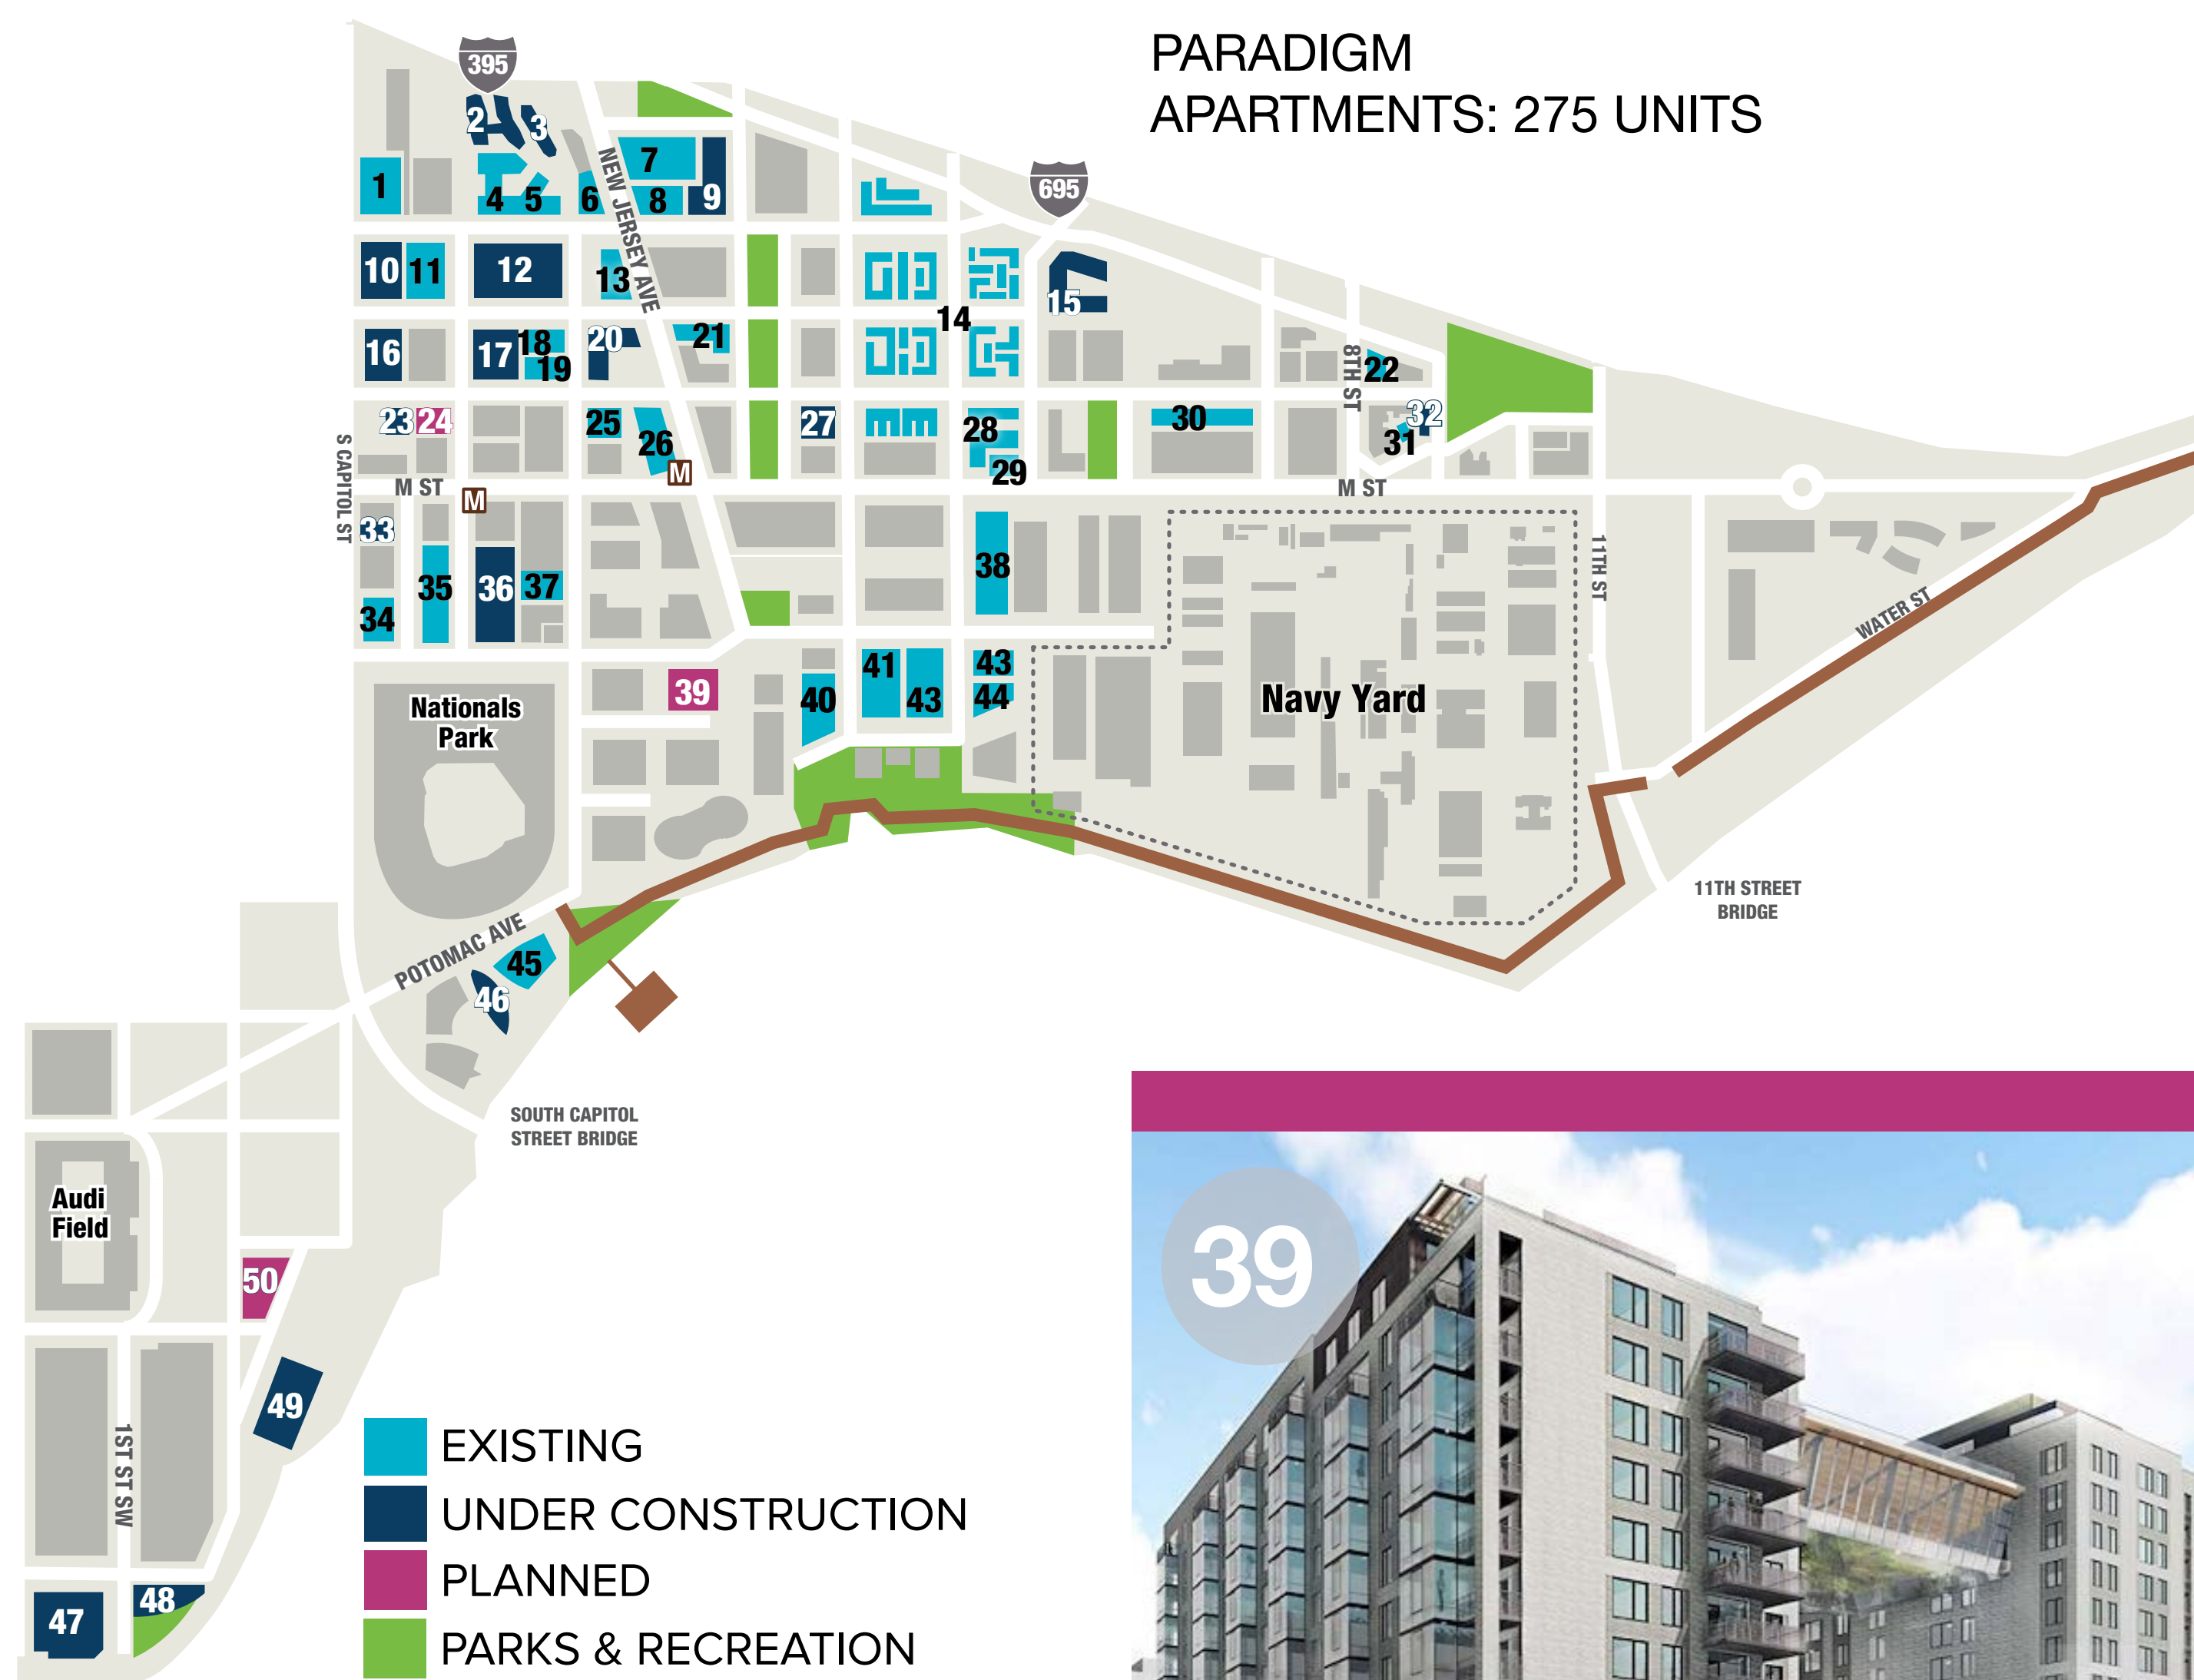 PARADIGM
APARTMENTS: 275 UNITS
395
695
2
3
1
4
5
6
7
8
9
NEW JERSEY AVE
10
11
12
13
14
15
16
17
18
19
20
21
22
8TH ST
23
24
25
26
27
28
29
30
31
32
S CAPITOL ST
M ST
M
M
M ST
33
34
35
36
37
38
11TH ST
WATER ST
39
40
41
43
43
44
Nationals
Park
Navy Yard
11TH STREET
BRIDGE
POTOMAC AVE
45
46
SOUTH CAPITOL
STREET BRIDGE
Audi
Field
50
49
1ST ST SW
47
48
EXISTING
UNDER CONSTRUCTION
PLANNED
PARKS & RECREATION
39